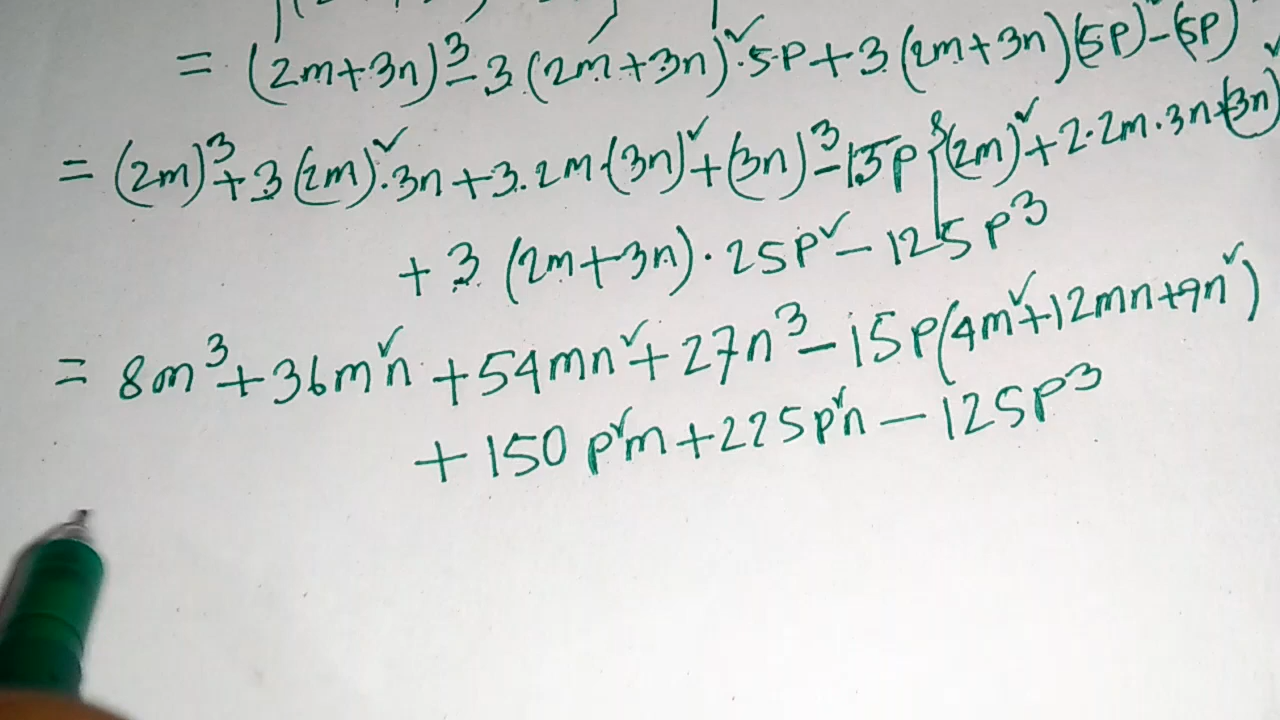 = (2m+3n)³ - 3(2m+3n)² · 5p + 3(2m+3n)(5p)² - (5p)
= (2m)³ + 3(2m)² · 3n + 3 · 2m · (3n)² + (3n)³ - 15p {(2m)² + 2 · 2m · 3n + (3n)²
+ 3 (2m+3n) · 25p² - 125p³
= 8m³ + 36m²n + 54mn² + 27n³ - 15p(4m² + 12mn + 9n²)
+ 150p²m + 225p²n - 125p³